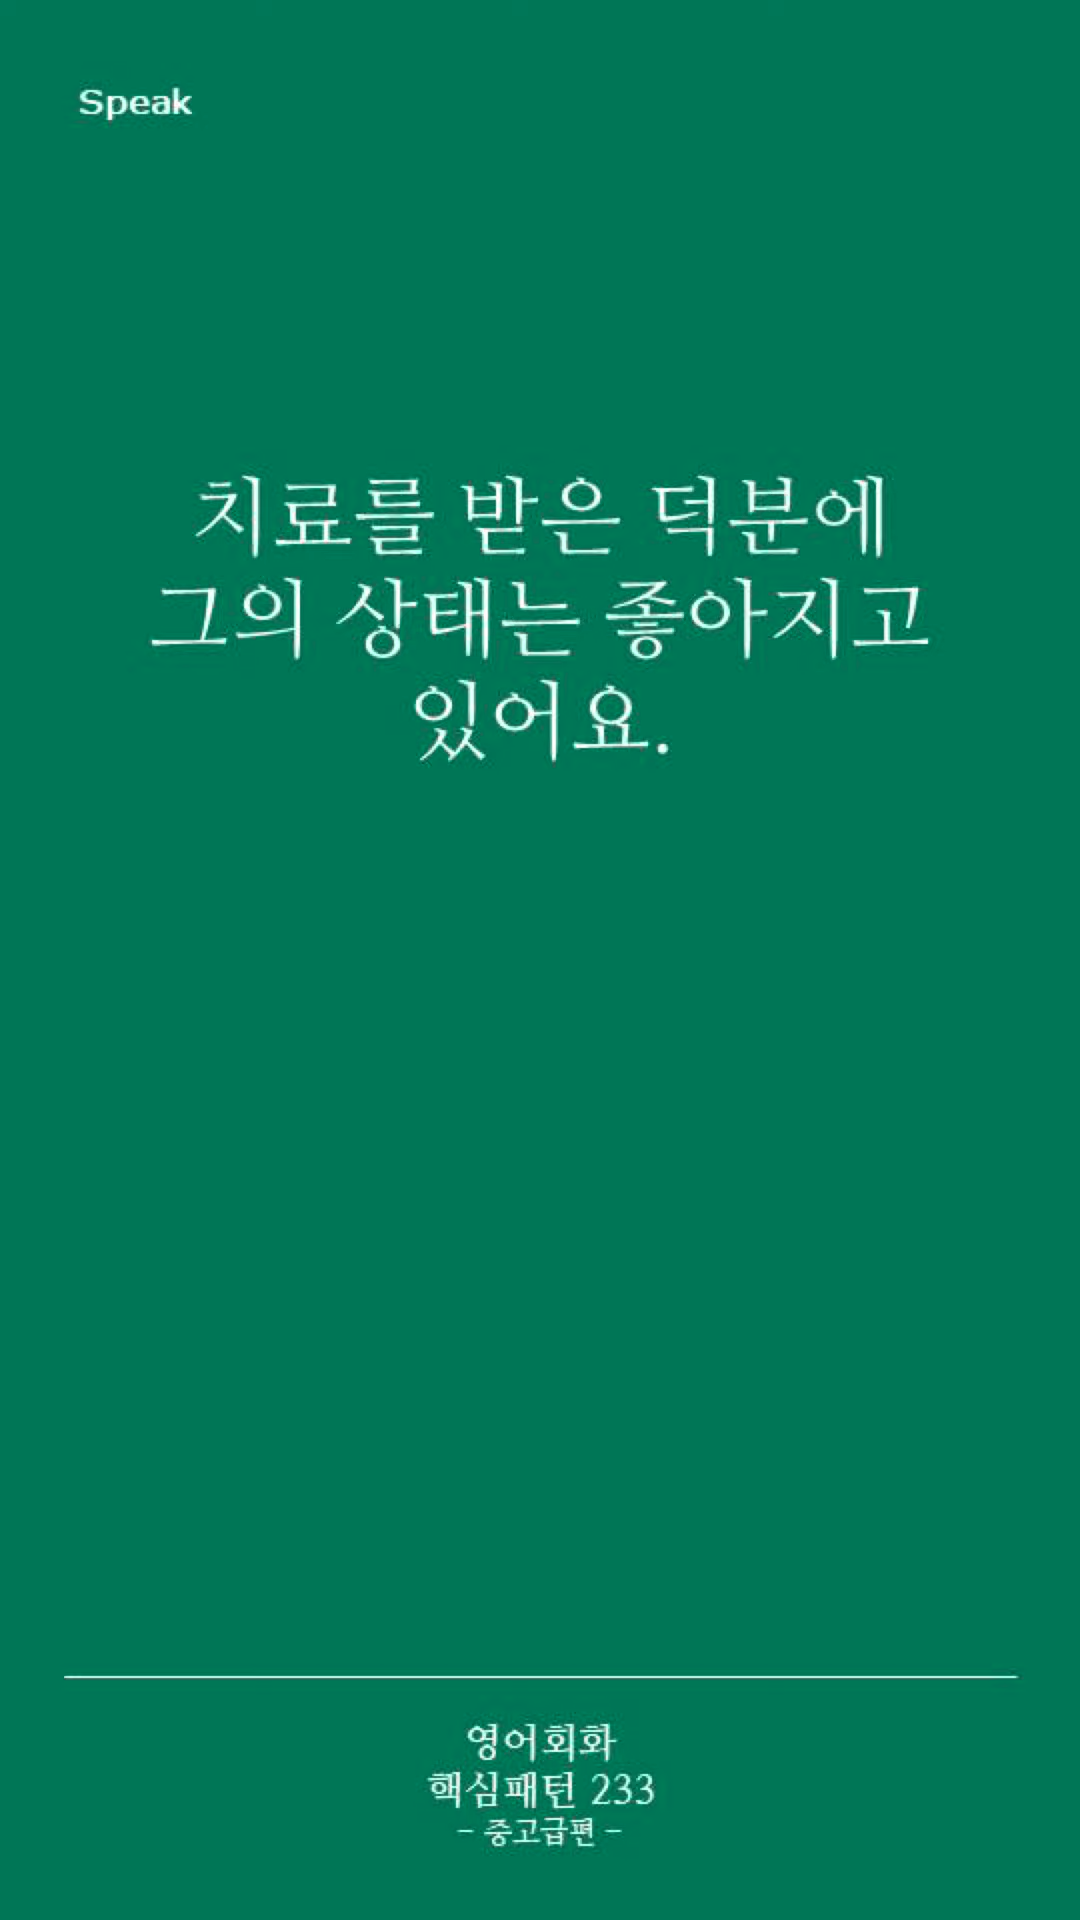 Speak
치료를 받은 덕분에
그의 상태는 좋아지고
있어요.
영어회화
핵심패턴 233
- 중고급편 -